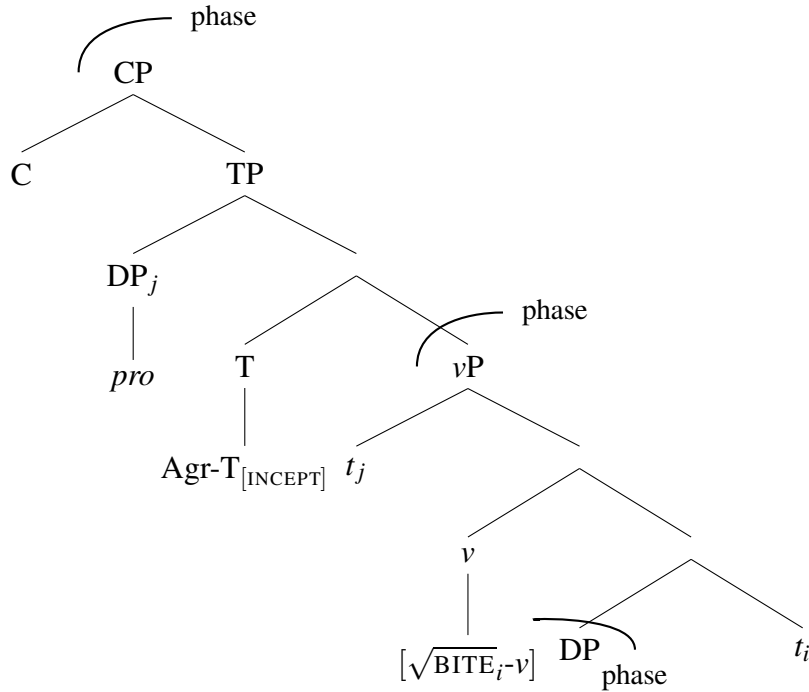 phase
CP
C TP
DPj
phase
pro T vP
Agr-T[INCEPT] tj
v
[√BITEi-v] DP ti
phase